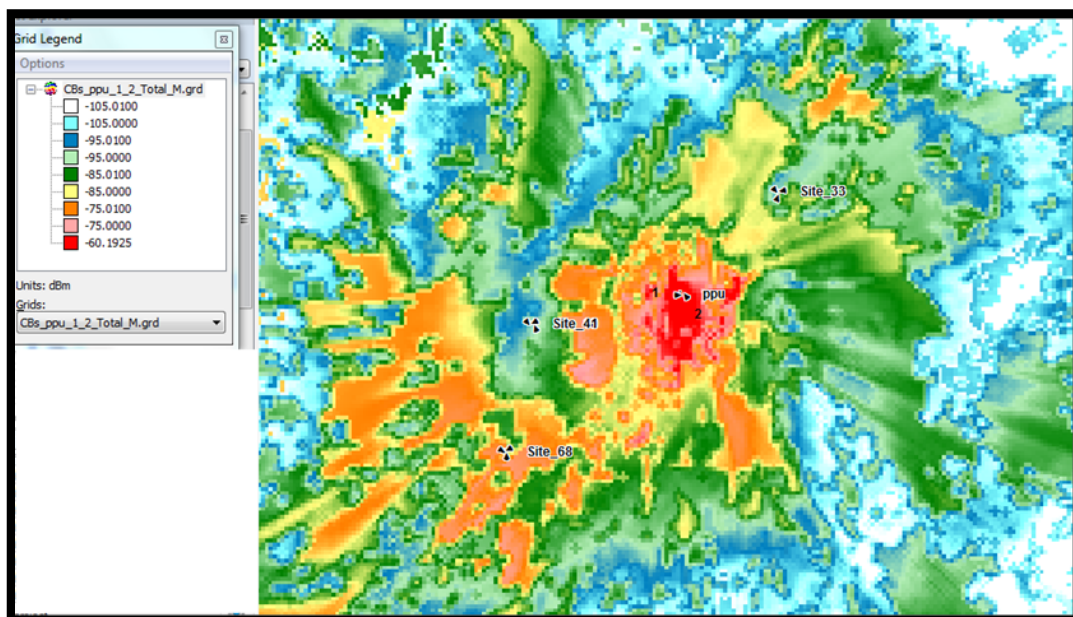 Grid Legend
Options
CBs_ppu_1_2_Total_M.grd
-105.0100
-105.0000
-95.0100
-95.0000
-85.0100
-85.0000
-75.0100
-75.0000
-60.1925
Units: dBm
Grids:
CBs_ppu_1_2_Total_M.grd
Site_33
1 ppu
2
Site_41
Site_68